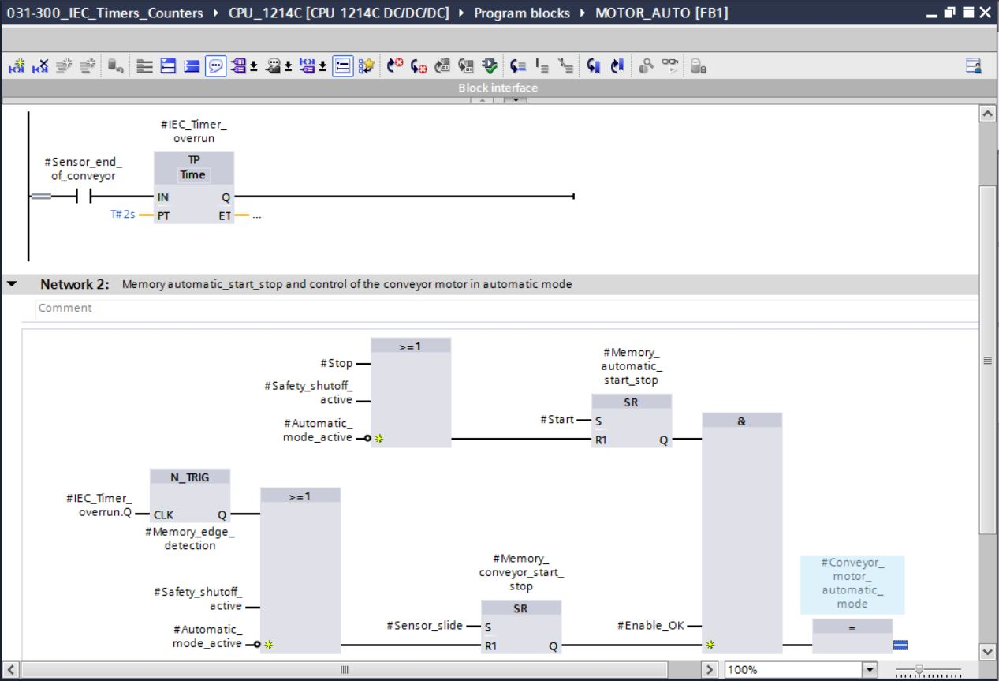 031-300_IEC_Timers_Counters ▸ CPU_1214C [CPU 1214C DC/DC/DC] ▸ Program blocks ▸ MOTOR_AUTO [FB1]
Block interface
#IEC_Timer_
overrun
TP
Time
#Sensor_end_
of_conveyor
IN Q
T#2s PT ET ...
Network 2: Memory automatic_start_stop and control of the conveyor motor in automatic mode
Comment
>=1
#Stop
#Safety_shutoff_
active
#Automatic_
mode_active
#Memory_
automatic_
start_stop
SR
#Start S
R1 Q
&
N_TRIG
#IEC_Timer_
overrun.Q CLK Q
#Memory_edge_
detection
>=1
#Safety_shutoff_
active
#Automatic_
mode_active
#Memory_
conveyor_start_
stop
SR
#Sensor_slide S
R1 Q
#Enable_OK
#Conveyor_
motor_
automatic_
mode
=
100%